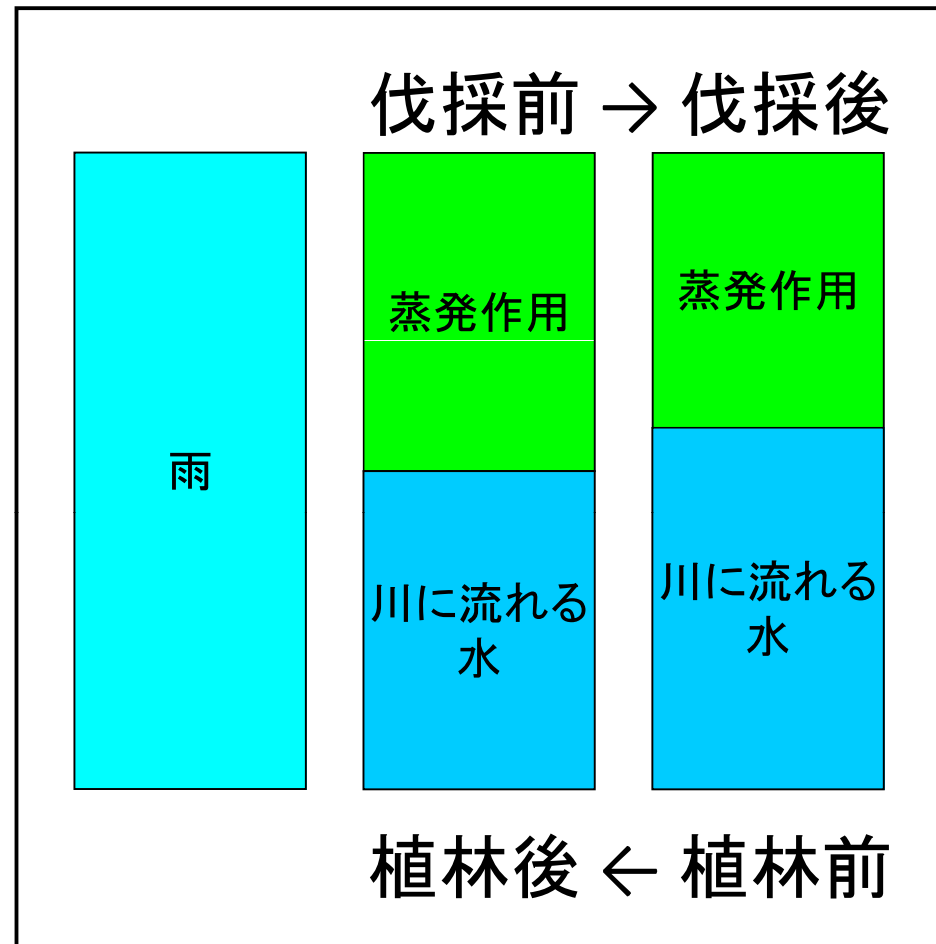 伐採前 → 伐採後
蒸発作用
蒸発作用
雨
川に流れる
水
川に流れる
水
植林後 ← 植林前